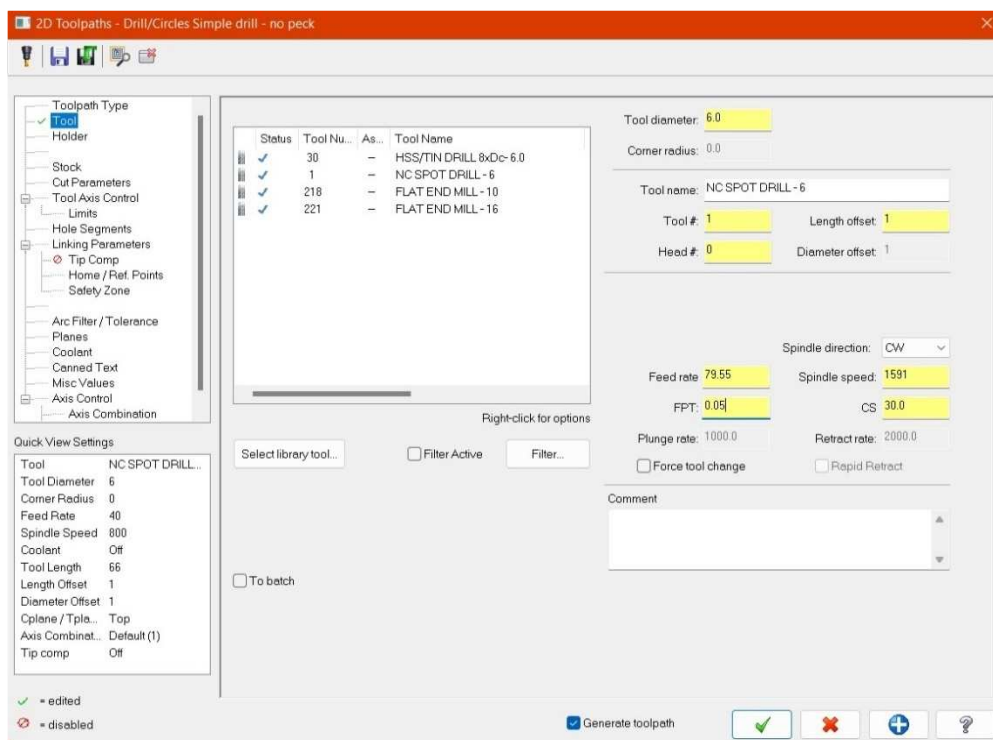 2D Toolpaths - Drill/Circles Simple drill - no peck
Toolpath Type
Tool
Holder
Stock
Cut Parameters
Tool Axis Control
Limits
Hole Segments
Linking Parameters
Tip Comp
Home / Ref. Points
Safety Zone
Arc Filter / Tolerance
Planes
Coolant
Canned Text
Misc Values
Axis Control
Axis Combination
Quick View Settings
Tool NC SPOT DRILL...
Tool Diameter 6
Corner Radius 0
Feed Rate 40
Spindle Speed 800
Coolant Off
Tool Length 66
Length Offset 1
Diameter Offset 1
Cplane / Tpla... Top
Axis Combinat... Default (1)
Tip comp Off
= edited
= disabled
Status Tool Nu... As... Tool Name
30 – HSS/TIN DRILL 8xDc- 6.0
1 – NC SPOT DRILL - 6
218 – FLAT END MILL - 10
221 – FLAT END MILL - 16
Right-click for options
Select library tool...
Filter Active
Filter...
To batch
Tool diameter: 6.0
Corner radius: 0.0
Tool name: NC SPOT DRILL - 6
Tool #: 1 Length offset: 1
Head #: 0 Diameter offset: 1
Spindle direction: CW
Feed rate 79.55 Spindle speed: 1591
FPT: 0.05 CS 30.0
Plunge rate: 1000.0 Retract rate: 2000.0
Force tool change Rapid Retract
Comment
Generate toolpath